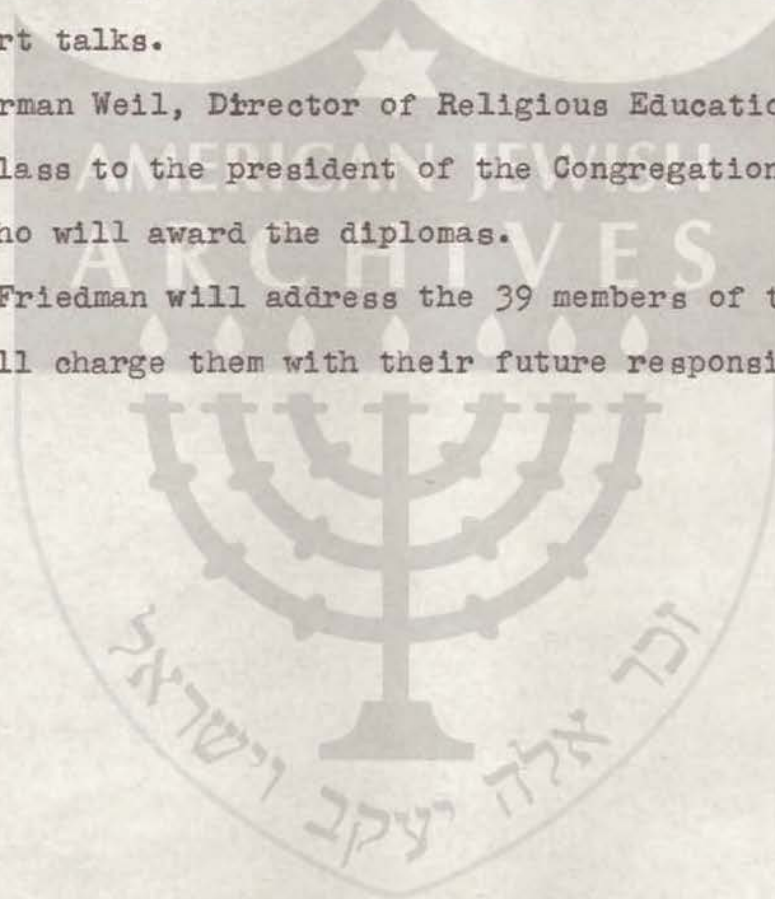 rt talks.
rman Weil, Director of Religious Educatio
lass to the president of the Congregation
ho will award the diplomas.
Friedman will address the 39 members of t
ll charge them with their future responsi
AMERICAN JEWISH
ARCHIVES
זכר אלה יעקב וישראל